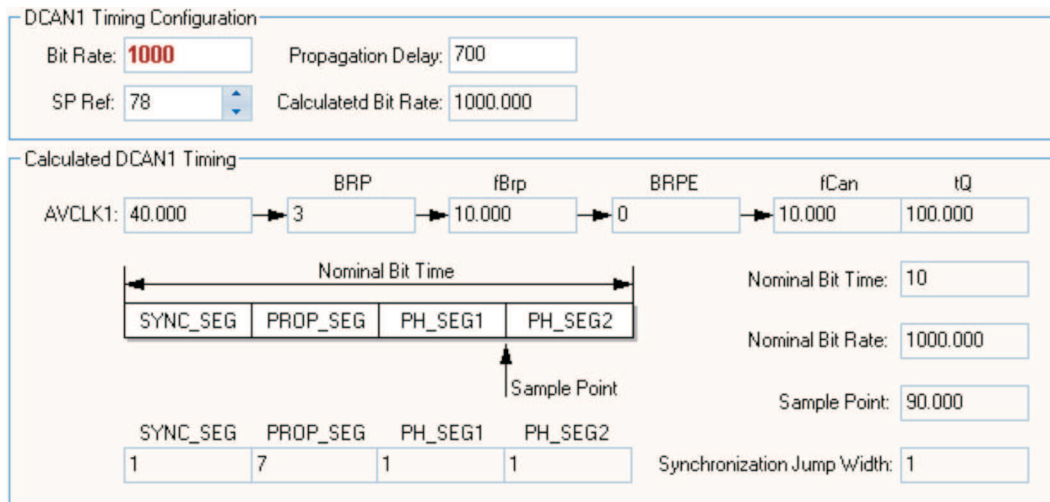 DCAN1 Timing Configuration
Bit Rate: 1000 Propagation Delay: 700
SP Ref: 78 Calculatetd Bit Rate: 1000.000
Calculated DCAN1 Timing
BRP fBrp BRPE fCan tQ
AVCLK1: 40.000 3 10.000 0 10.000 100.000
Nominal Bit Time
Nominal Bit Time: 10
SYNC_SEG PROP_SEG PH_SEG1 PH_SEG2
Nominal Bit Rate: 1000.000
Sample Point
Sample Point: 90.000
SYNC_SEG PROP_SEG PH_SEG1 PH_SEG2
1 7 1 1 Synchronization Jump Width: 1